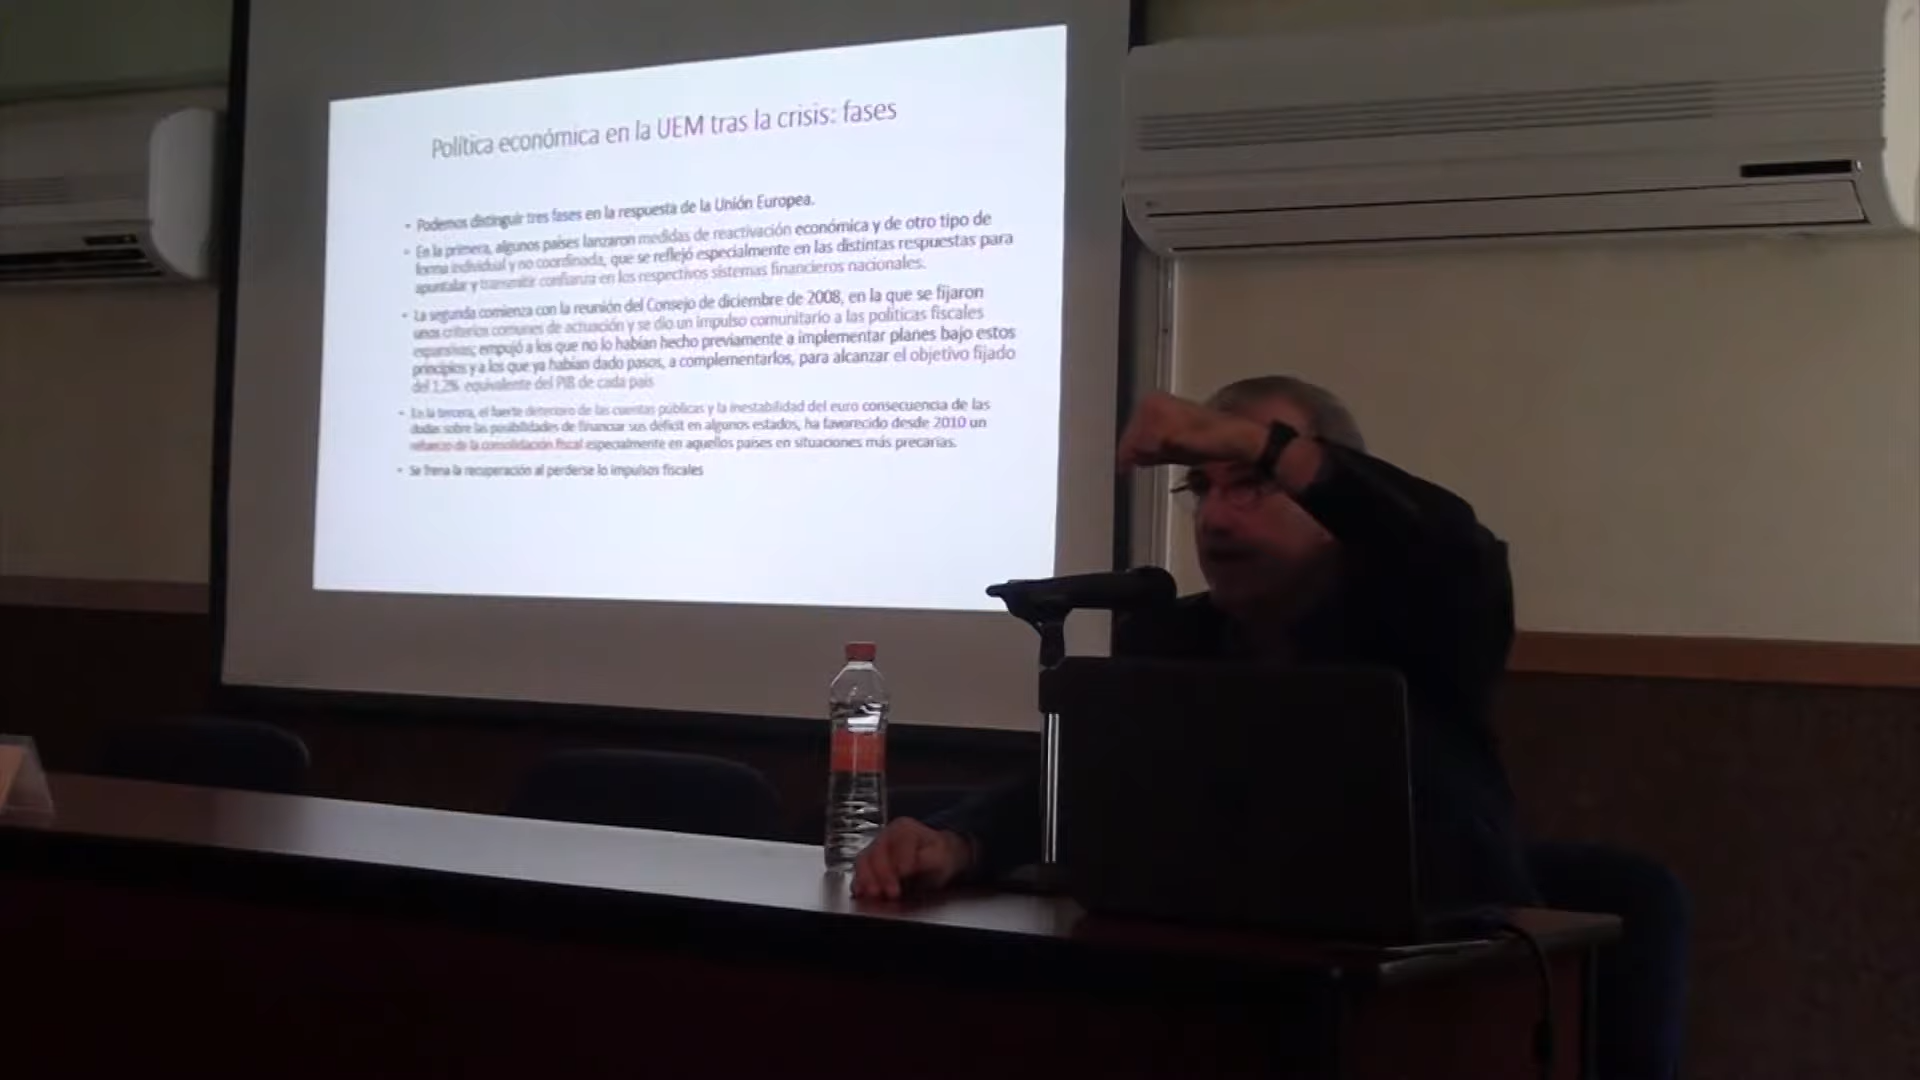 Política económica en la UEM tras la crisis: fases
• Podemos distinguir tres fases en la respuesta de la Unión Europea.
• En la primera, algunos países lanzaron medidas de reactivación económica y de otro tipo de
forma individual y no coordinada, que se reflejó especialmente en las distintas respuestas para
apuntalar y transmitir confianza en los respectivos sistemas financieros nacionales.
• La segunda comienza con la reunión del Consejo de diciembre de 2008, en la que se fijaron
unos criterios comunes de actuación y se dio un impulso comunitario a las políticas fiscales
expansivas; empujó a los que no lo habían hecho previamente a implementar planes bajo estos
principios y a los que ya habían dado pasos, a complementarlos, para alcanzar el objetivo fijado
del 1,2% equivalente del PIB de cada país
• En la tercera, el fuerte deterioro de las cuentas públicas y la inestabilidad del euro consecuencia de las
dudas sobre las posibilidades de financiar sus déficit en algunos estados, ha favorecido desde 2010 un
refuerzo de la consolidación fiscal especialmente en aquellos países en situaciones más precarias.
• Se frena la recuperación al perderse lo impulsos fiscales